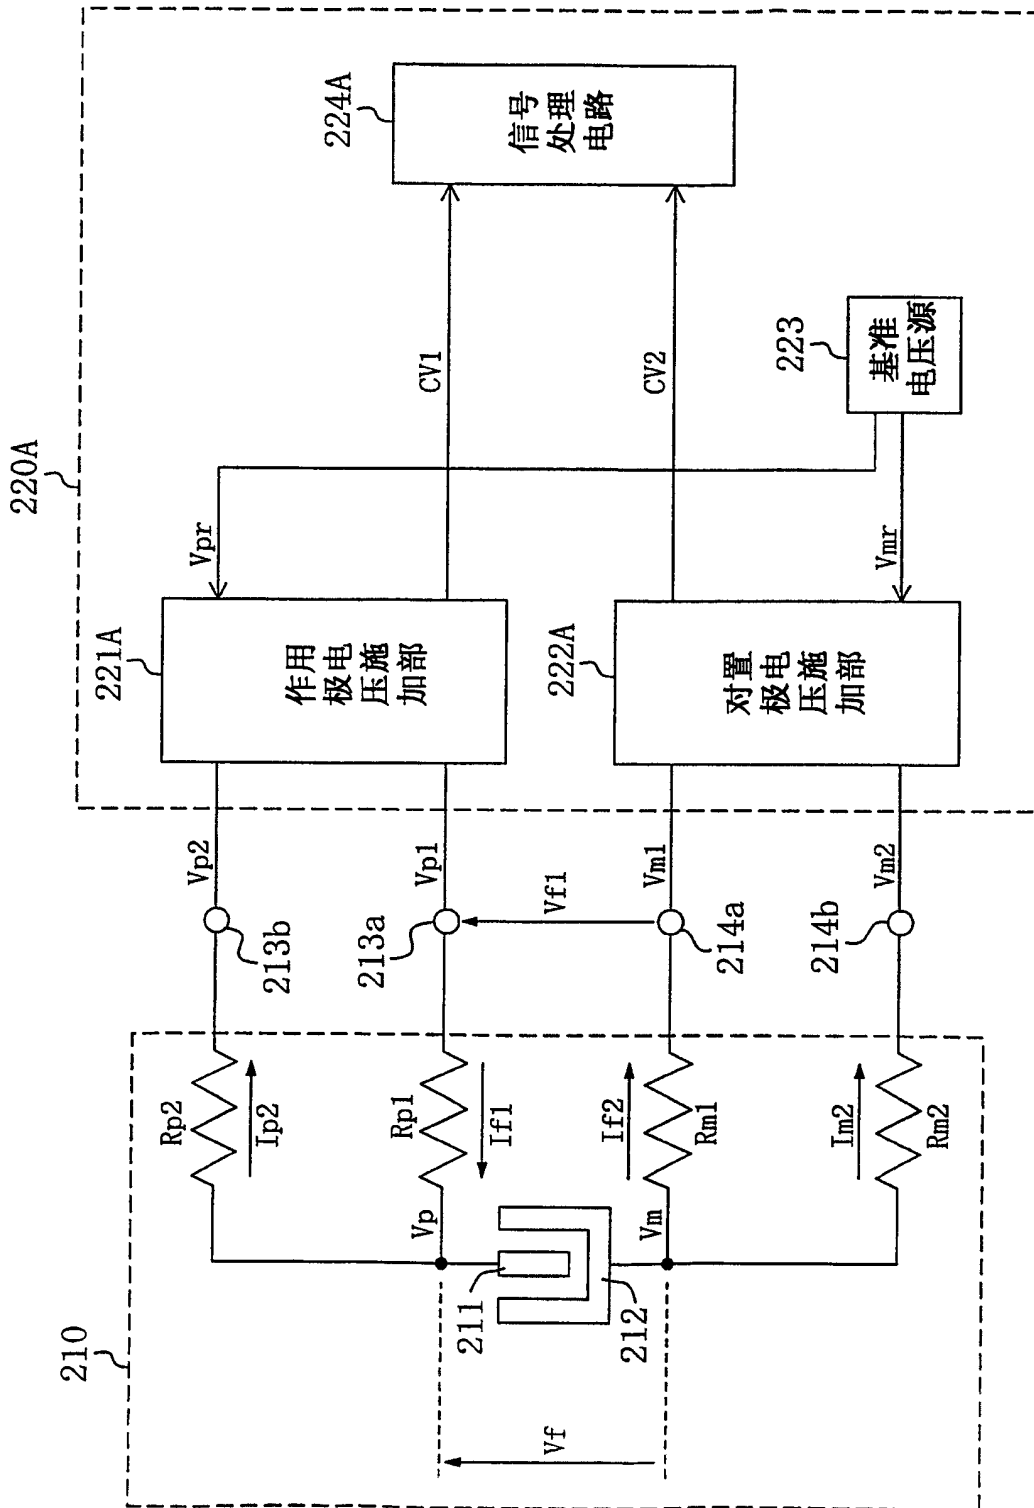 210
220A
Rp2
Ip2
213b
Vp2
221A
作用
极电
压施
加部
Vpr
224A
信号
处理
电路
Vp
Rp1
If1
213a
Vp1
CV1
211
212
Vf
Vf1
Vm
If2
Rm1
214a
Vm1
222A
对置
极电
压施
加部
CV2
223
基准
电压源
Im2
Rm2
214b
Vm2
Vmr